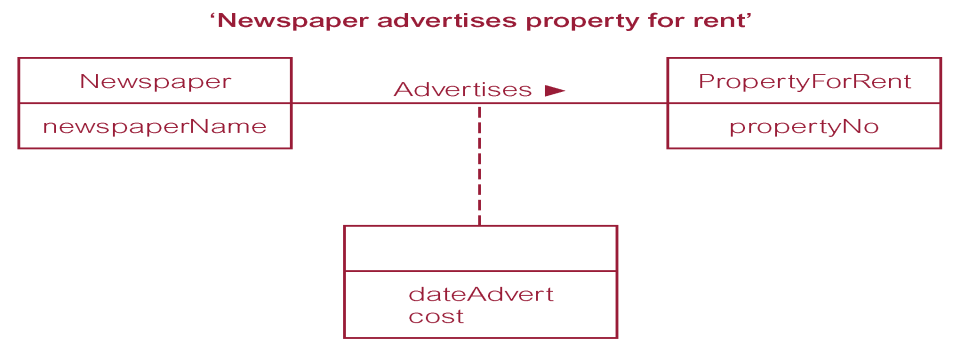 ‘Newspaper advertises property for rent’
Newspaper
Advertises ►
PropertyForRent
newspaperName
propertyNo
dateAdvert
cost